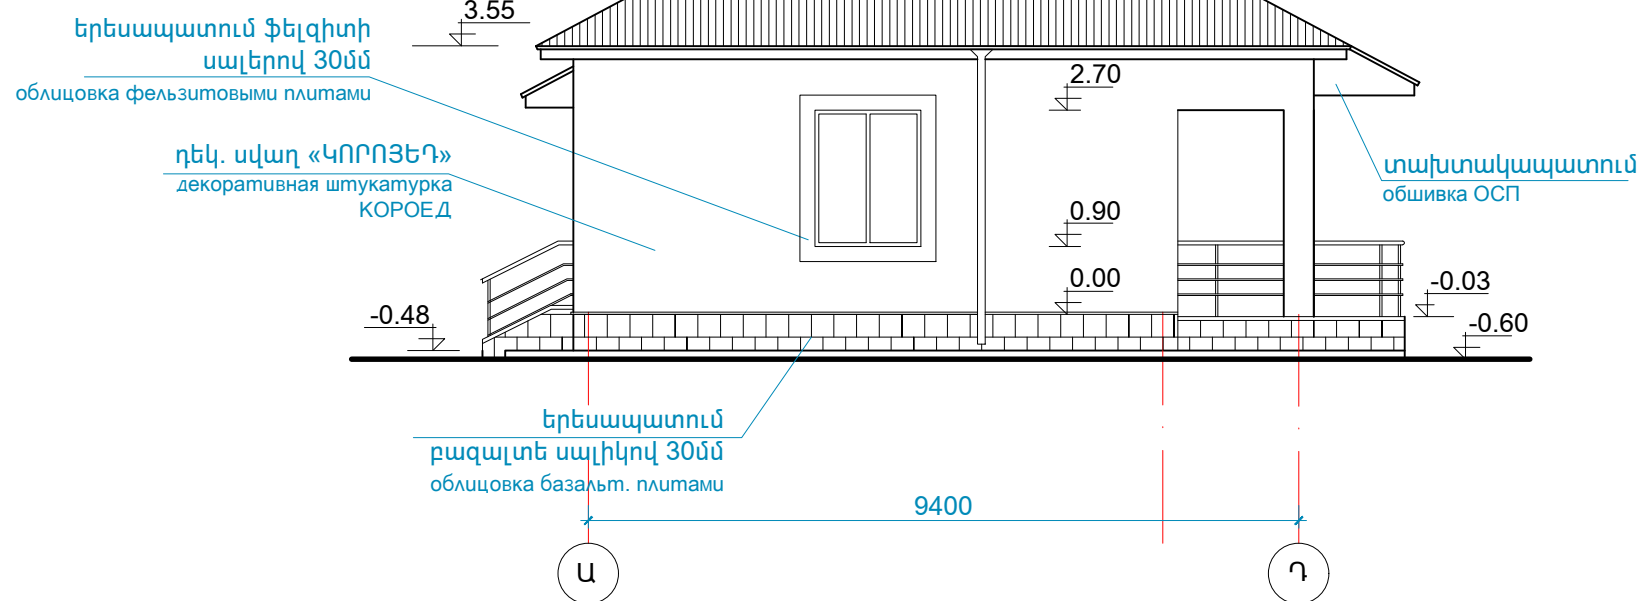 3.55
երեսապատում ֆելզիտի
սալերով 30մմ
облицовка фельзитовыми плитами
2.70
դեկ. սվաղ «ԿՈՐՈՅԵԴ»
декоративная штукатурка
КОРОЕД
տախտակապատում
обшивка ОСП
0.90
0.00
-0.03
-0.48
-0.60
երեսապատում
բազալտե սալիկով 30մմ
облицовка базальт. плитами
9400
Ա
Դ